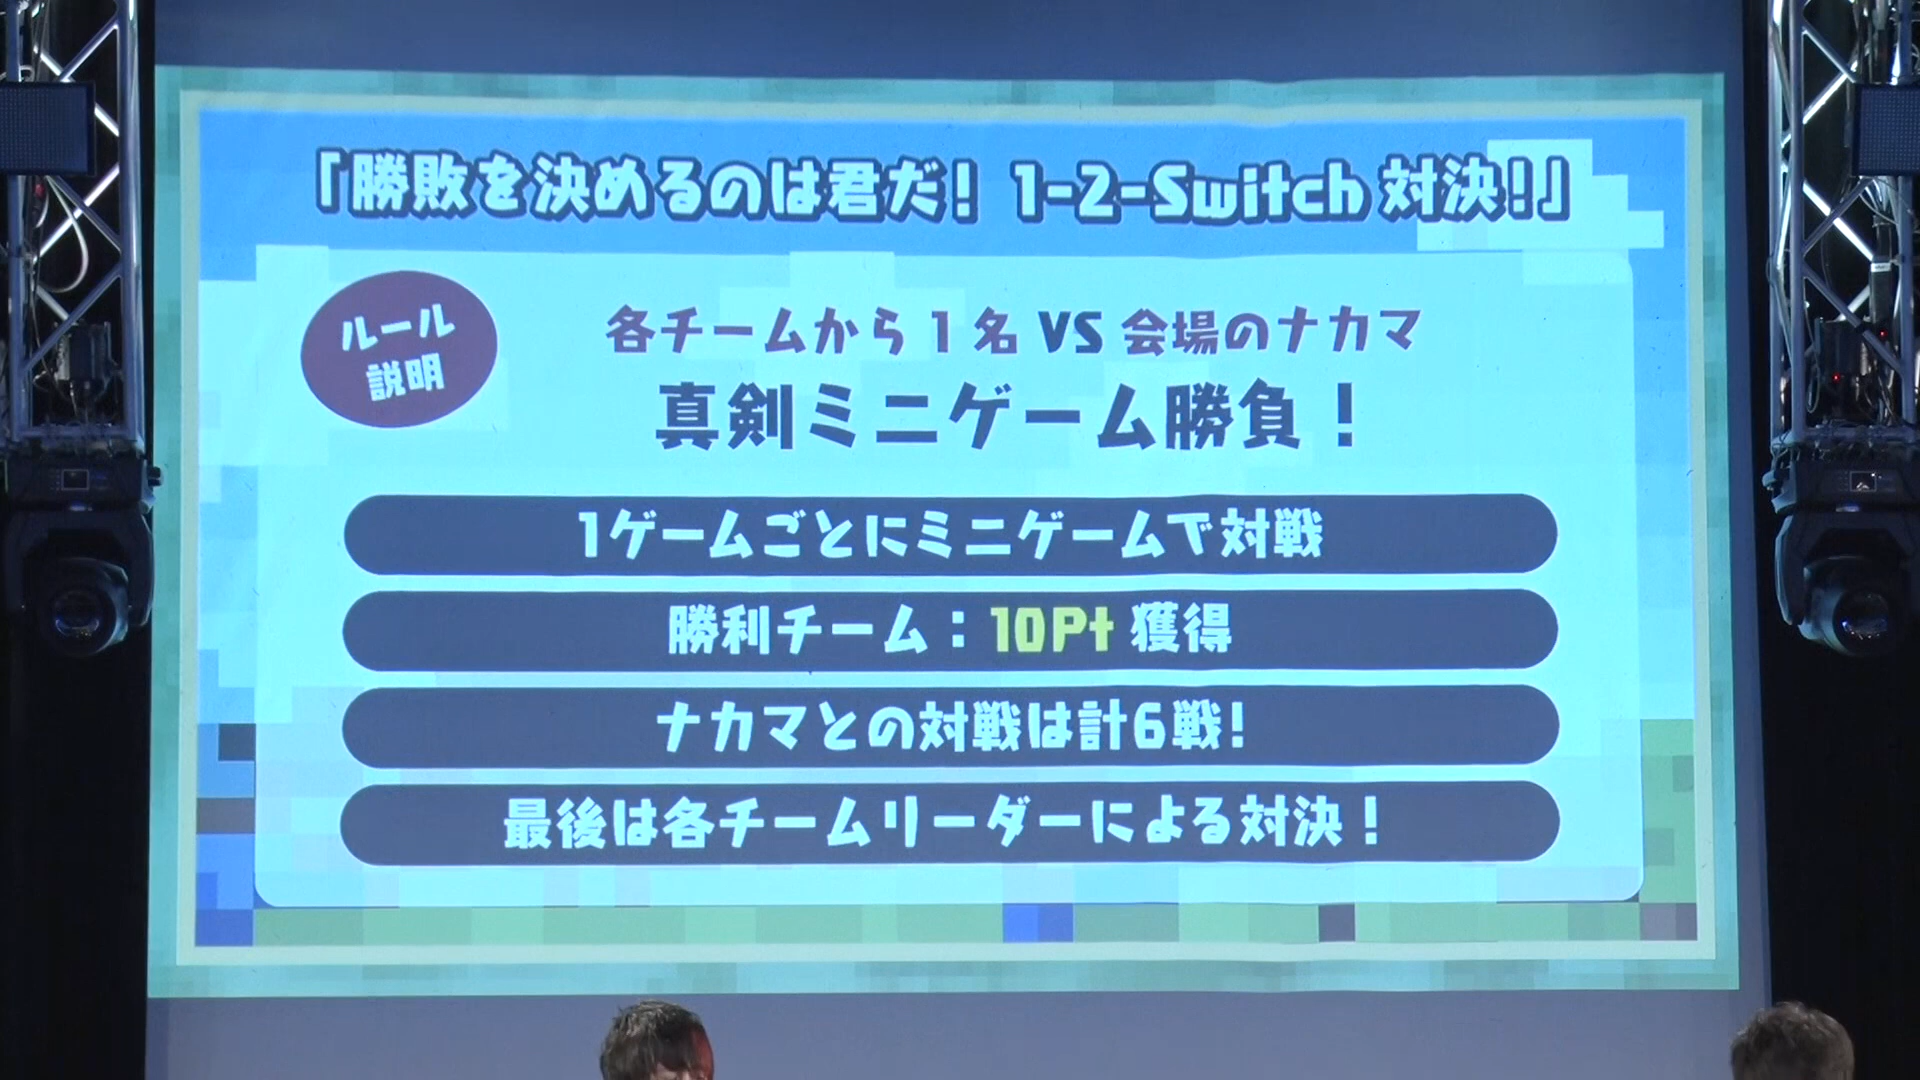 「勝敗を決めるのは君だ！ 1-2-Switch 対決！」
ルール
説明
各チームから1名 VS 会場のナカマ
真剣ミニゲーム勝負！
1ゲームごとにミニゲームで対戦
勝利チーム：10Pt 獲得
ナカマとの対戦は計6戦！
最後は各チームリーダーによる対決！